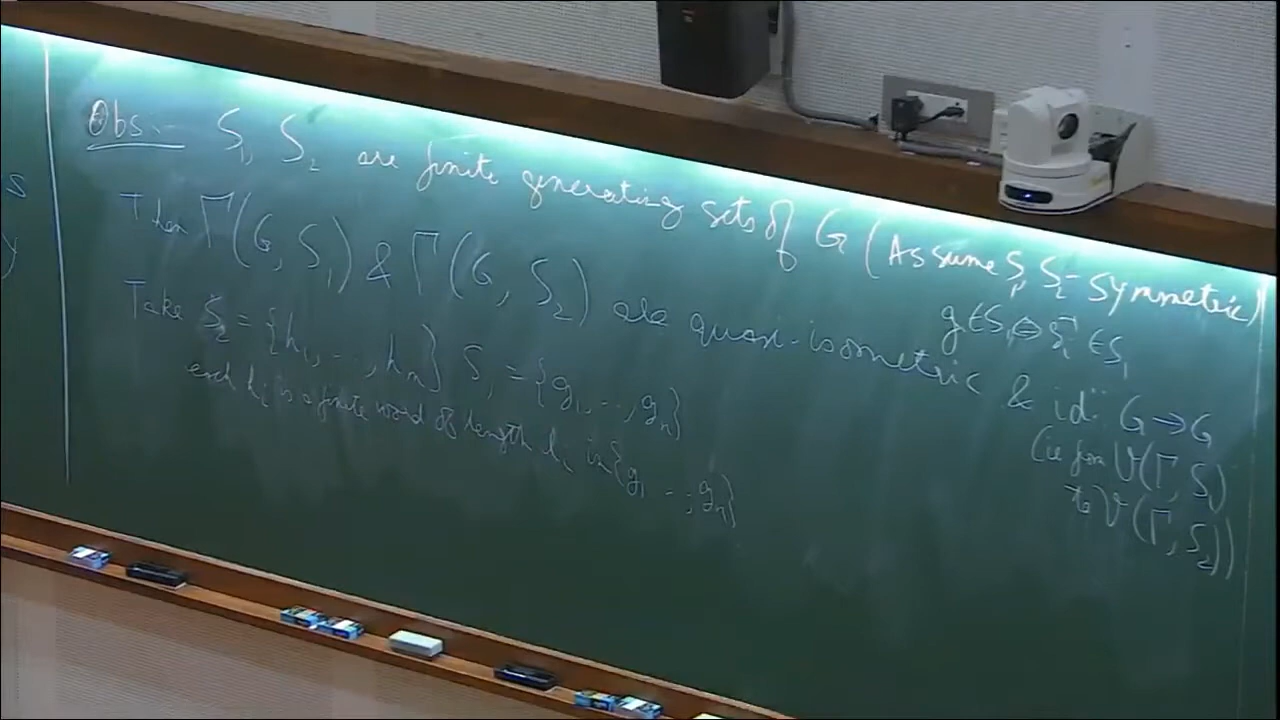 s
y
Obs:- S₁, S₂ are finite generating sets of G (Assume S₁, S₂ - symmetric)
g ∈ S₁ ⇔ g⁻¹ ∈ S₁
Then Γ(G, S₁) & Γ(G, S₂) are quasi-isometric & id: G → G
(ie from V(Γ, S₁)
to V(Γ, S₂))
Take S₂ = {h₁, .., hₙ} S₁ = {g₁, .., gₙ}
each hᵢ is a finite word of length lᵢ in {g₁ .., gₙ}